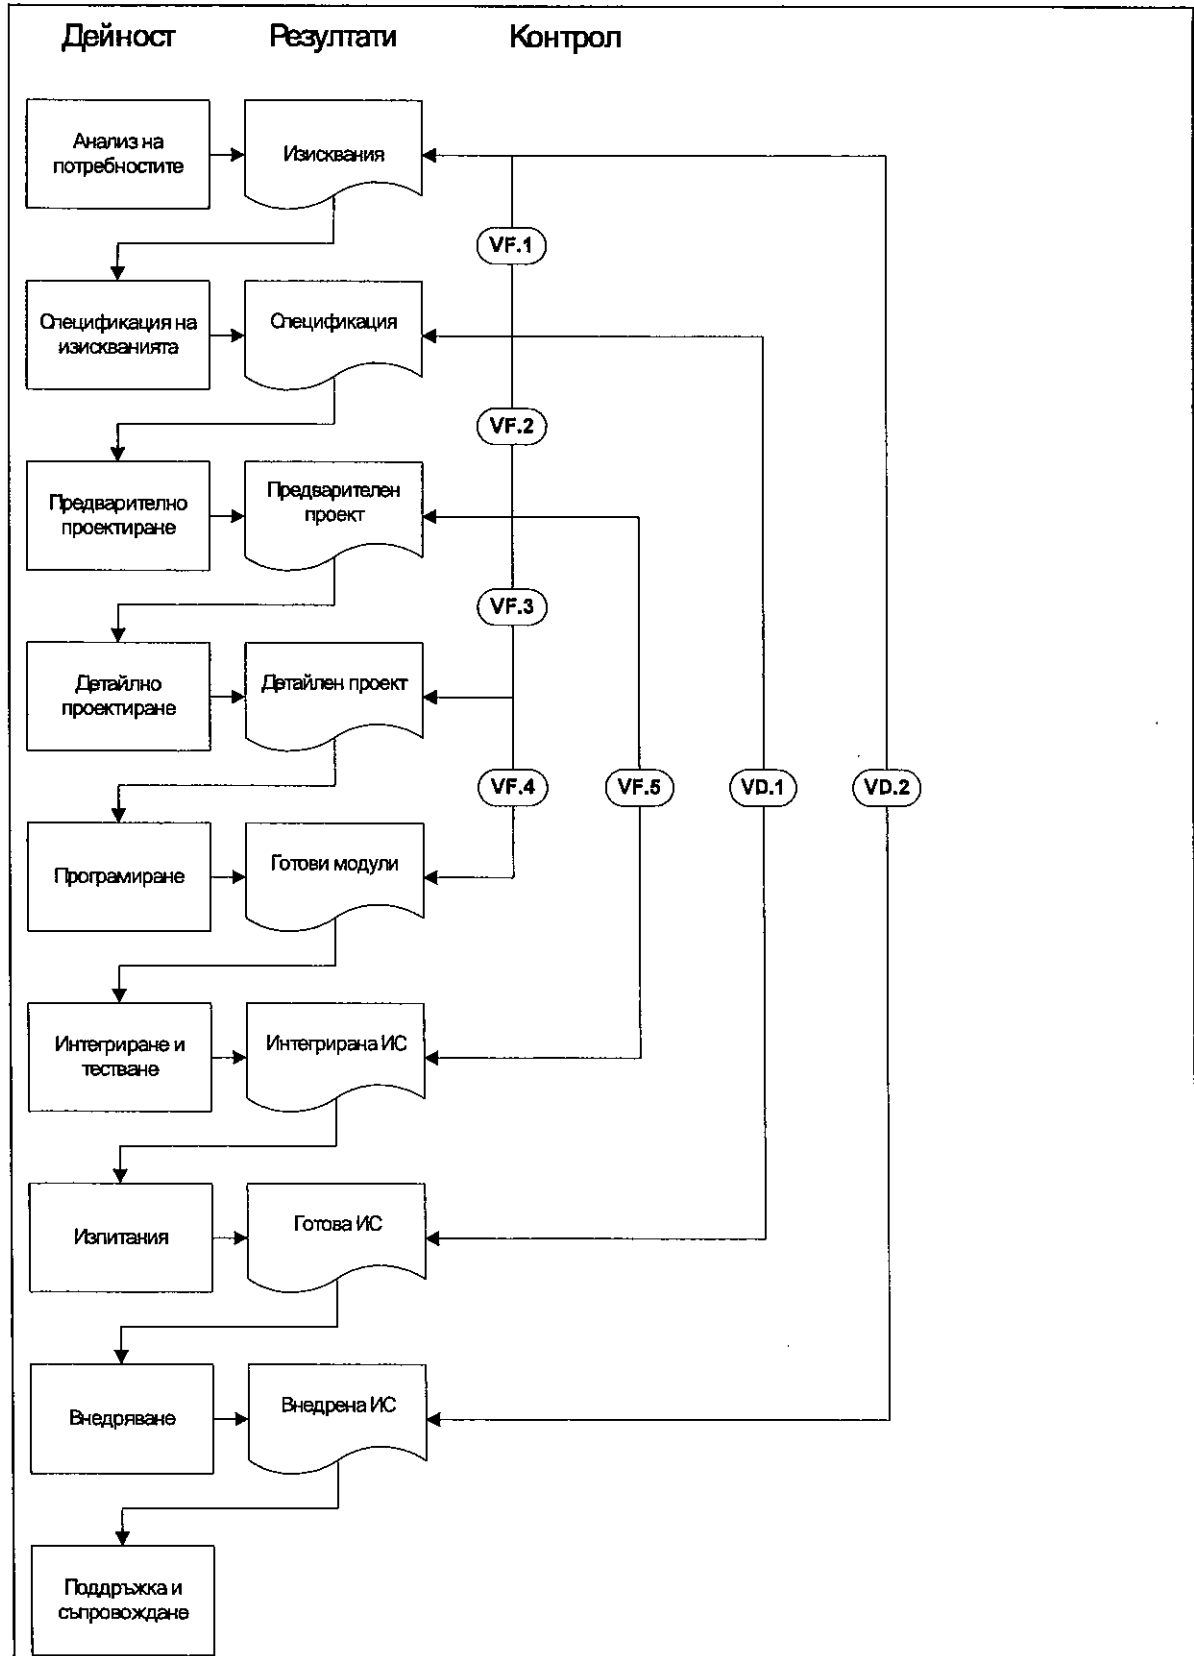 Дейност Резултати Контрол
Анализ на
потребностите
Изисквания
VF.1
Спецификация на
изискванията
Спецификация
VF.2
Предварително
проектиране
Предварителен
проект
VF.3
Детайлно
проектиране
Детайлен проект
VF.4
VF.5
VD.1
VD.2
Програмиране
Готови модули
Интегриране и
тестване
Интегрирана ИС
Изпитания
Готова ИС
Внедряване
Внедрена ИС
Поддръжка и
съпровождане